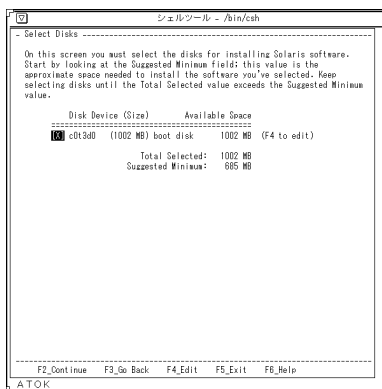 シェルツール - /bin/csh
- Select Disks -
On this screen you must select the disks for installing Solaris software.
Start by looking at the Suggested Minimum field; this value is the
approximate space needed to install the software you've selected. Keep
selecting disks until the Total Selected value exceeds the Suggested Minimum
value.
Disk Device (Size) Available Space
[X] c0t3d0 (1002 MB) boot disk 1002 MB (F4 to edit)
Total Selected: 1002 MB
Suggested Minimum: 685 MB
F2_Continue F3_Go Back F4_Edit F5_Exit F6_Help
ATOK